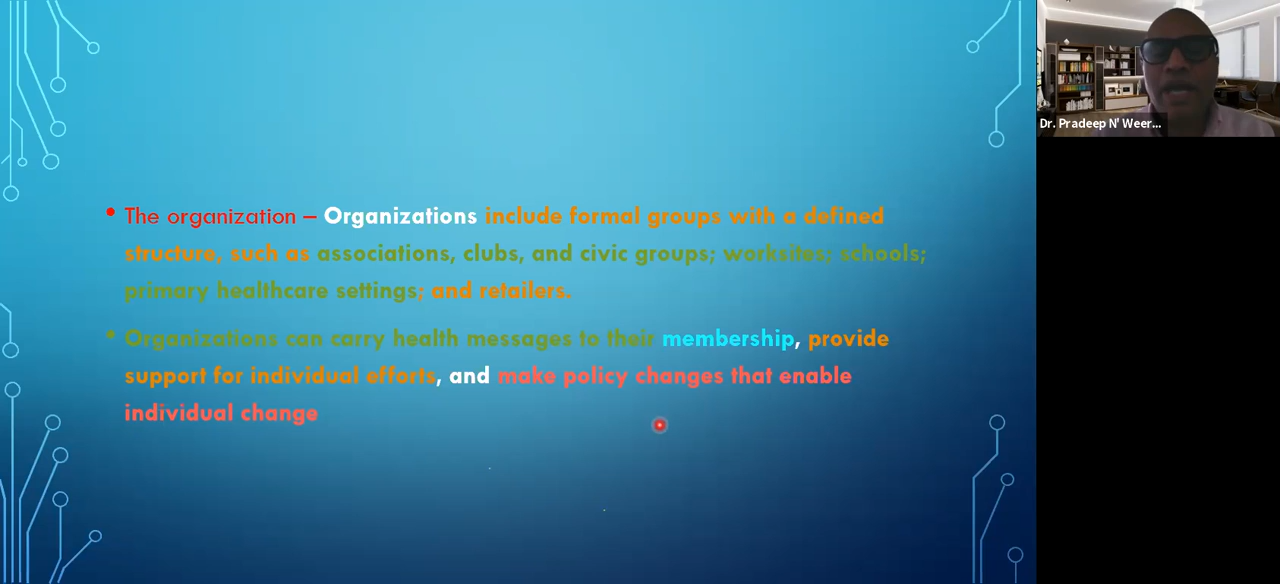 • The organization – Organizations include formal groups with a defined
structure, such as associations, clubs, and civic groups; worksites; schools;
primary healthcare settings; and retailers.
• Organizations can carry health messages to their membership, provide
support for individual efforts, and make policy changes that enable
individual change
Dr. Pradeep N' Weer...